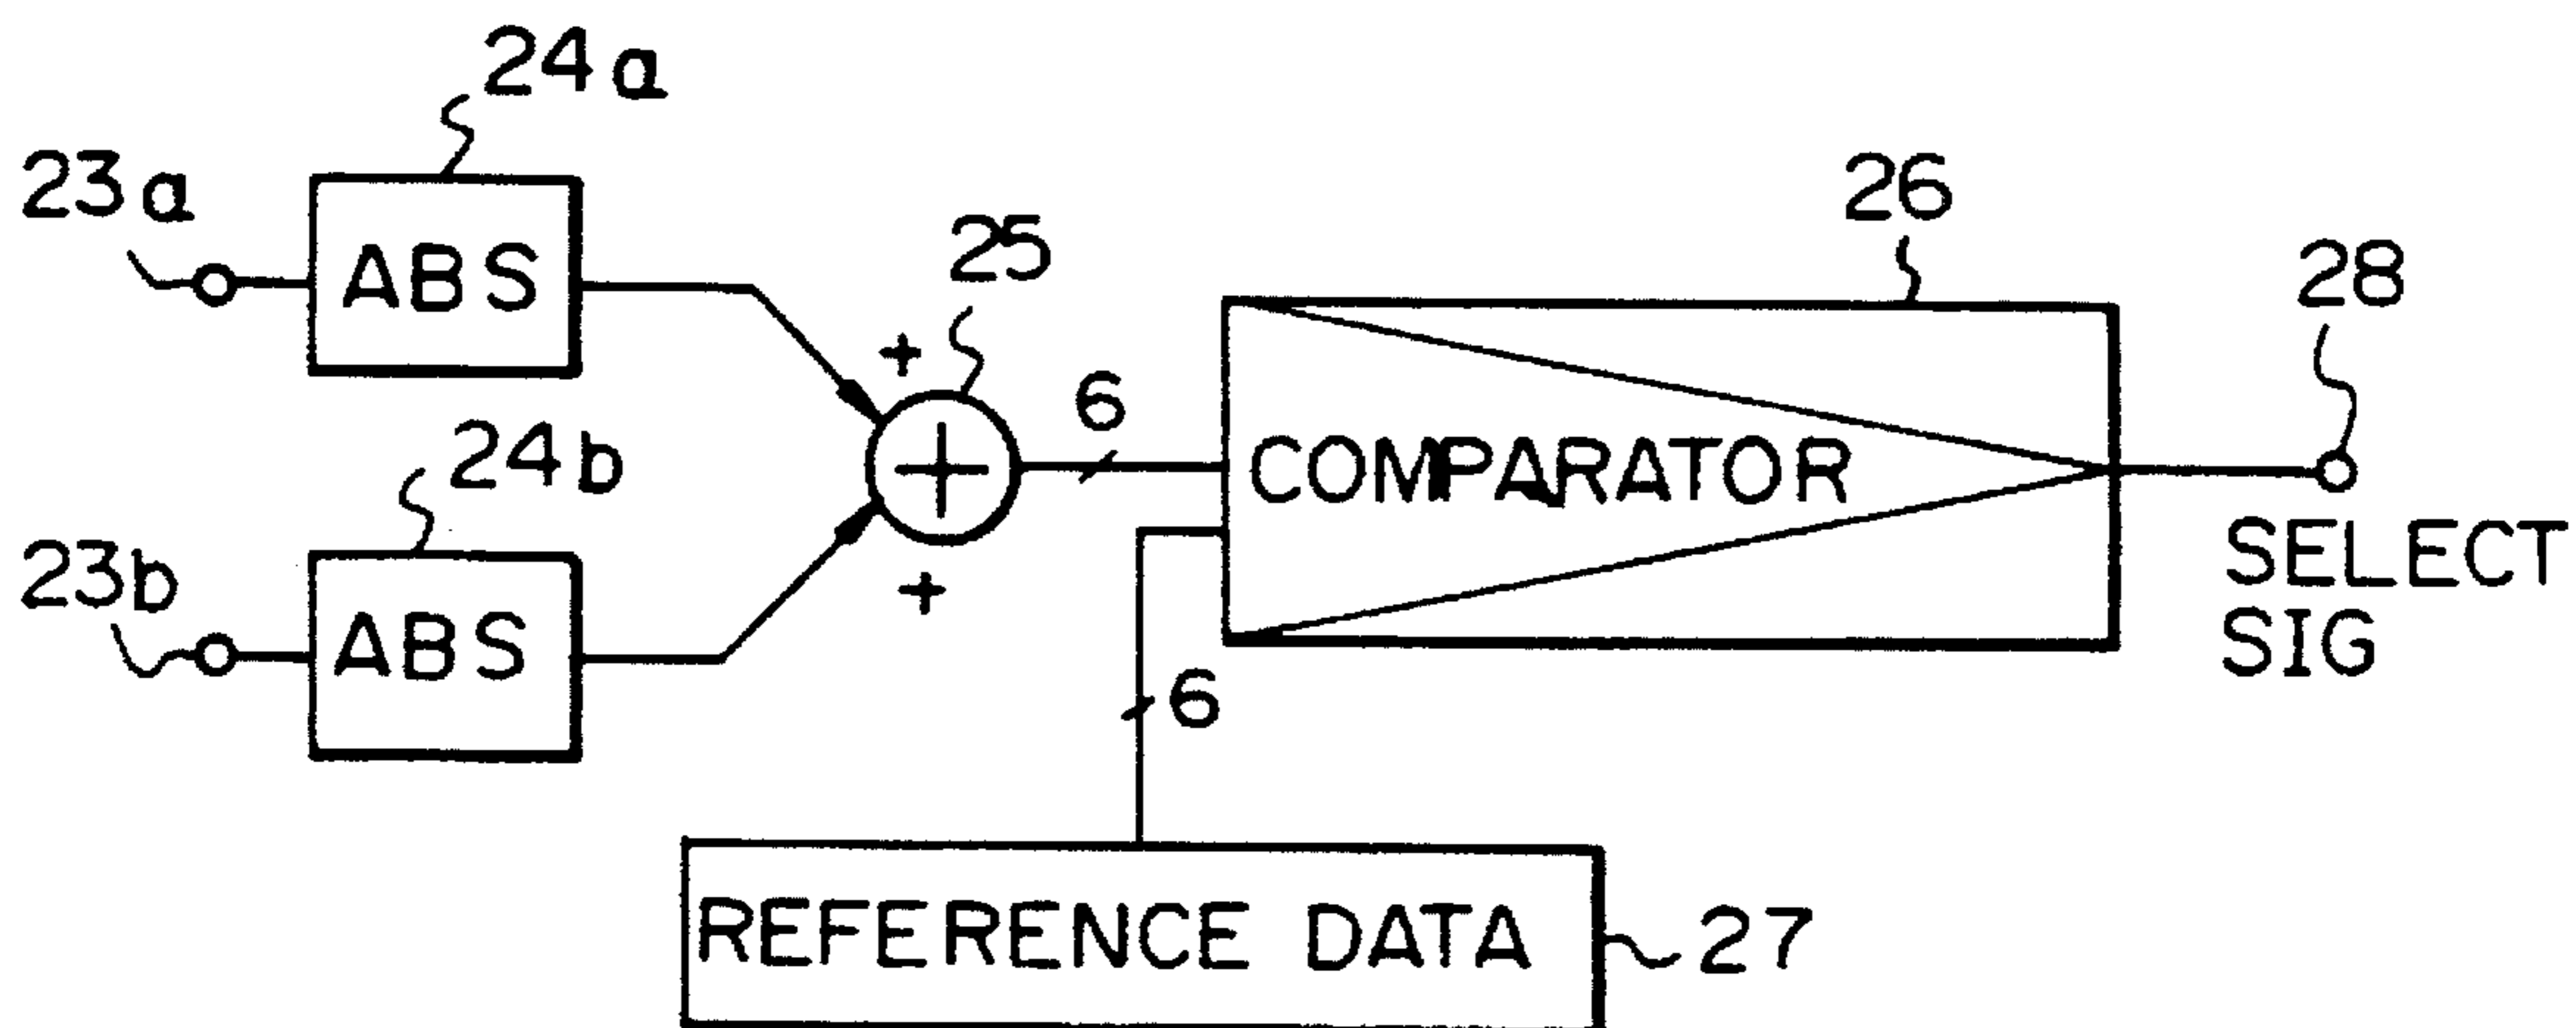 24a
23a
ABS
25
26
28
+
6
24b
COMPARATOR
23b
ABS
+
SELECT
SIG
6
REFERENCE DATA
27